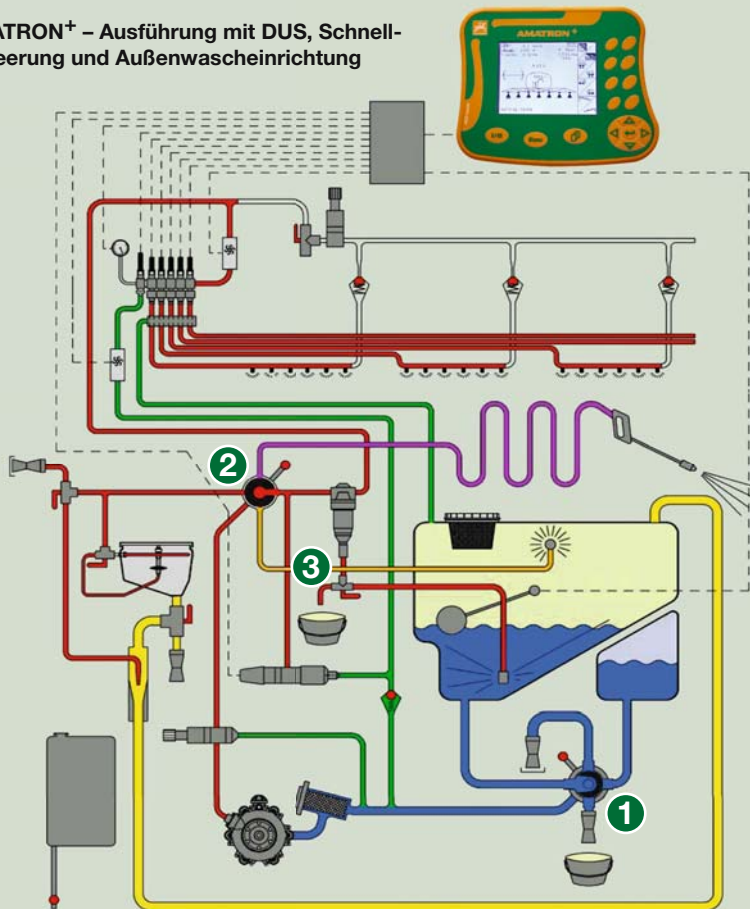 ATRON+ – Ausführung mit DUS, Schnell-
eerung und Außenwascheinrichtung
AMATRON+
2
3
1